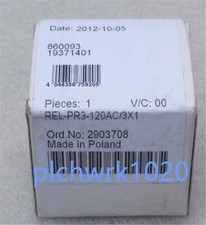 Date: 2012-10-05
860093
19371401
4 046356 759205
Pieces: 1 V/C: 00
REL-PR3-120AC/3X1
Ord.No: 2903708
Made in Poland
plchwrk1020